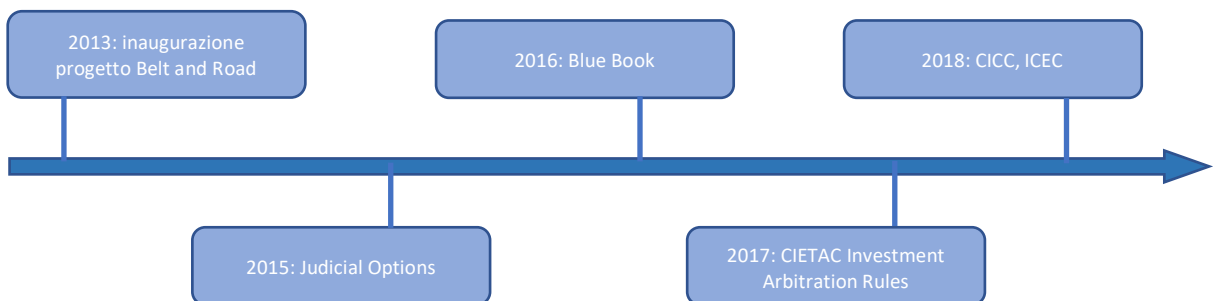 2013: inaugurazione
progetto Belt and Road
2016: Blue Book
2018: CICC, ICEC
2015: Judicial Options
2017: CIETAC Investment
Arbitration Rules